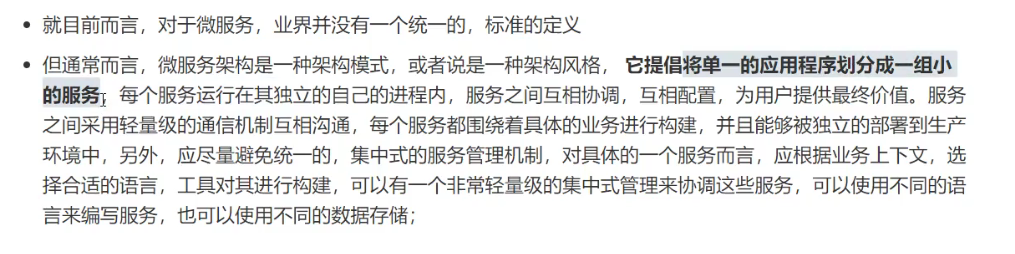 就目前而言，对于微服务，业界并没有一个统一的，标准的定义
但通常而言，微服务架构是一种架构模式，或者说是一种架构风格， 它提倡将单一的应用程序划分成一组小
的服务，每个服务运行在其独立的自己的进程内，服务之间互相协调，互相配置，为用户提供最终价值。服务
之间采用轻量级的通信机制互相沟通，每个服务都围绕着具体的业务进行构建，并且能够被独立的部署到生产
环境中，另外，应尽量避免统一的，集中式的服务管理机制，对具体的一个服务而言，应根据业务上下文，选
择合适的语言，工具对其进行构建，可以有一个非常轻量级的集中式管理来协调这些服务，可以使用不同的语
言来编写服务，也可以使用不同的数据存储；